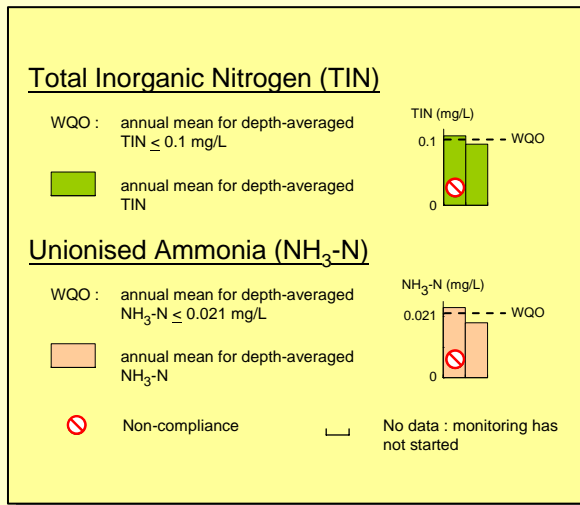 Total Inorganic Nitrogen (TIN)
WQO : annual mean for depth-averaged
TIN ≤ 0.1 mg/L
annual mean for depth-averaged
TIN
TIN (mg/L)
0.1
WQO
0
Unionised Ammonia (NH3-N)
WQO : annual mean for depth-averaged
NH3-N ≤ 0.021 mg/L
annual mean for depth-averaged
NH3-N
NH3-N (mg/L)
0.021
WQO
0
Non-compliance
No data : monitoring has
not started